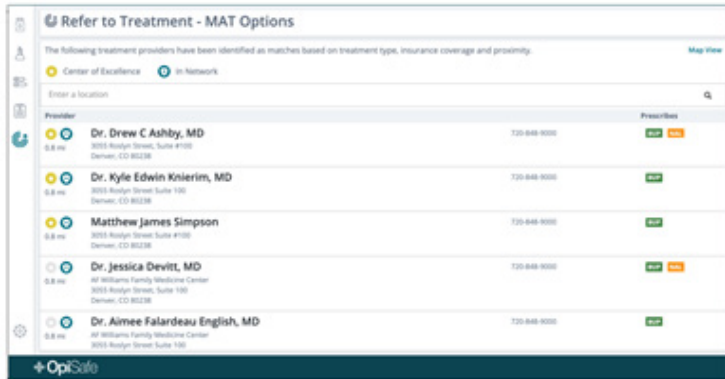 Refer to Treatment - MAT Options
The following treatment providers have been identified as matches based on treatment type, insurance coverage and proximity.
Map View
Center of Excellence
In Network
Enter a location
Provider
Prescribes
Dr. Drew C Ashby, MD
720-848-9000
BUP NAL
0.8 mi
3055 Roslyn Street, Suite #100
Denver, CO 80238
Dr. Kyle Edwin Knierim, MD
720-848-9000
BUP
0.8 mi
3055 Roslyn Street Suite 100
Denver, CO 80238
Matthew James Simpson
720-848-9000
BUP
0.8 mi
3055 Roslyn Street Suite #100
Denver, CO 80238
Dr. Jessica Devitt, MD
720-848-9000
BUP NAL
0.8 mi
AF Williams Family Medicine Center
3055 Roslyn Street, Suite 100
Denver, CO 80238
Dr. Aimee Falardeau English, MD
720-848-9000
BUP
0.8 mi
AF Williams Family Medicine Center
3055 Roslyn Street, Suite 100
OpiSafe